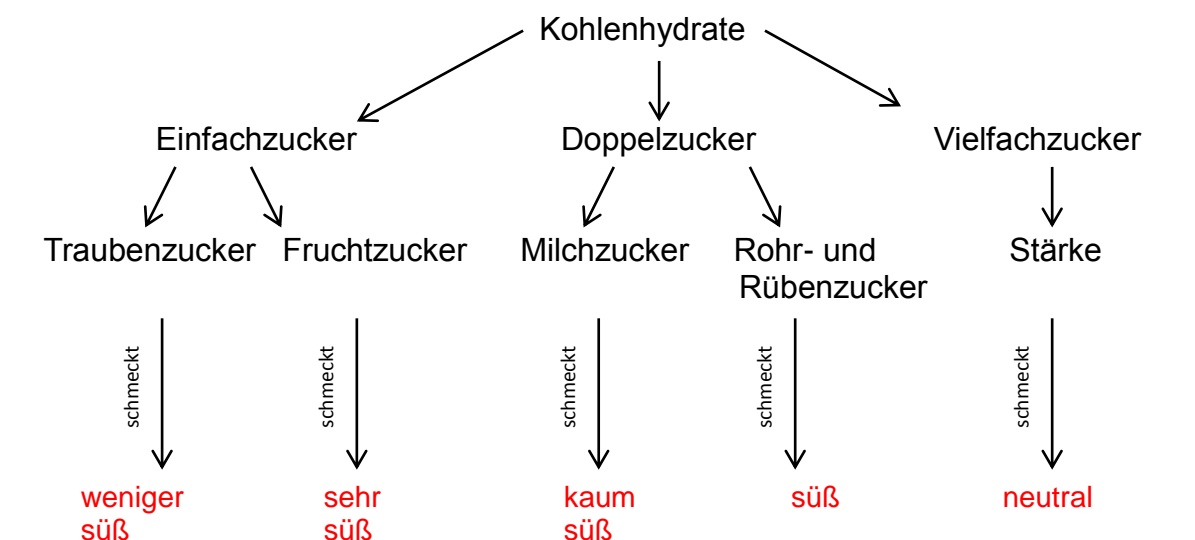 Kohlenhydrate
Einfachzucker Doppelzucker Vielfachzucker
Traubenzucker Fruchtzucker Milchzucker Rohr- und Stärke
Rübenzucker
schmeckt schmeckt schmeckt schmeckt schmeckt
weniger sehr kaum süß neutral
süß süß süß